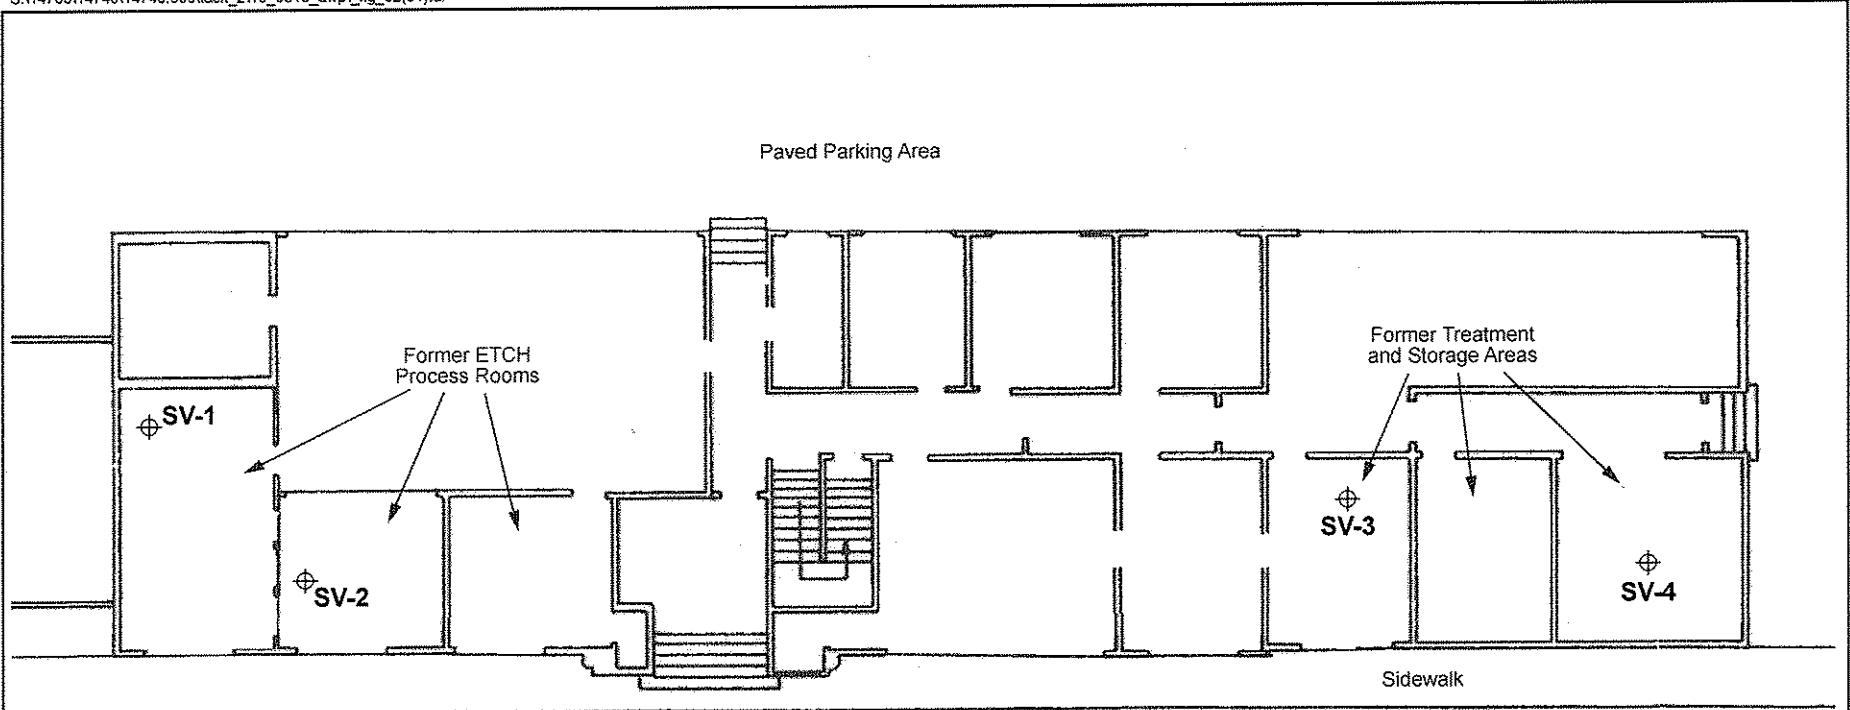 Paved Parking Area
Former ETCH
Process Rooms
Former Treatment
and Storage Areas
SV-1
SV-2
SV-3
SV-4
Sidewalk